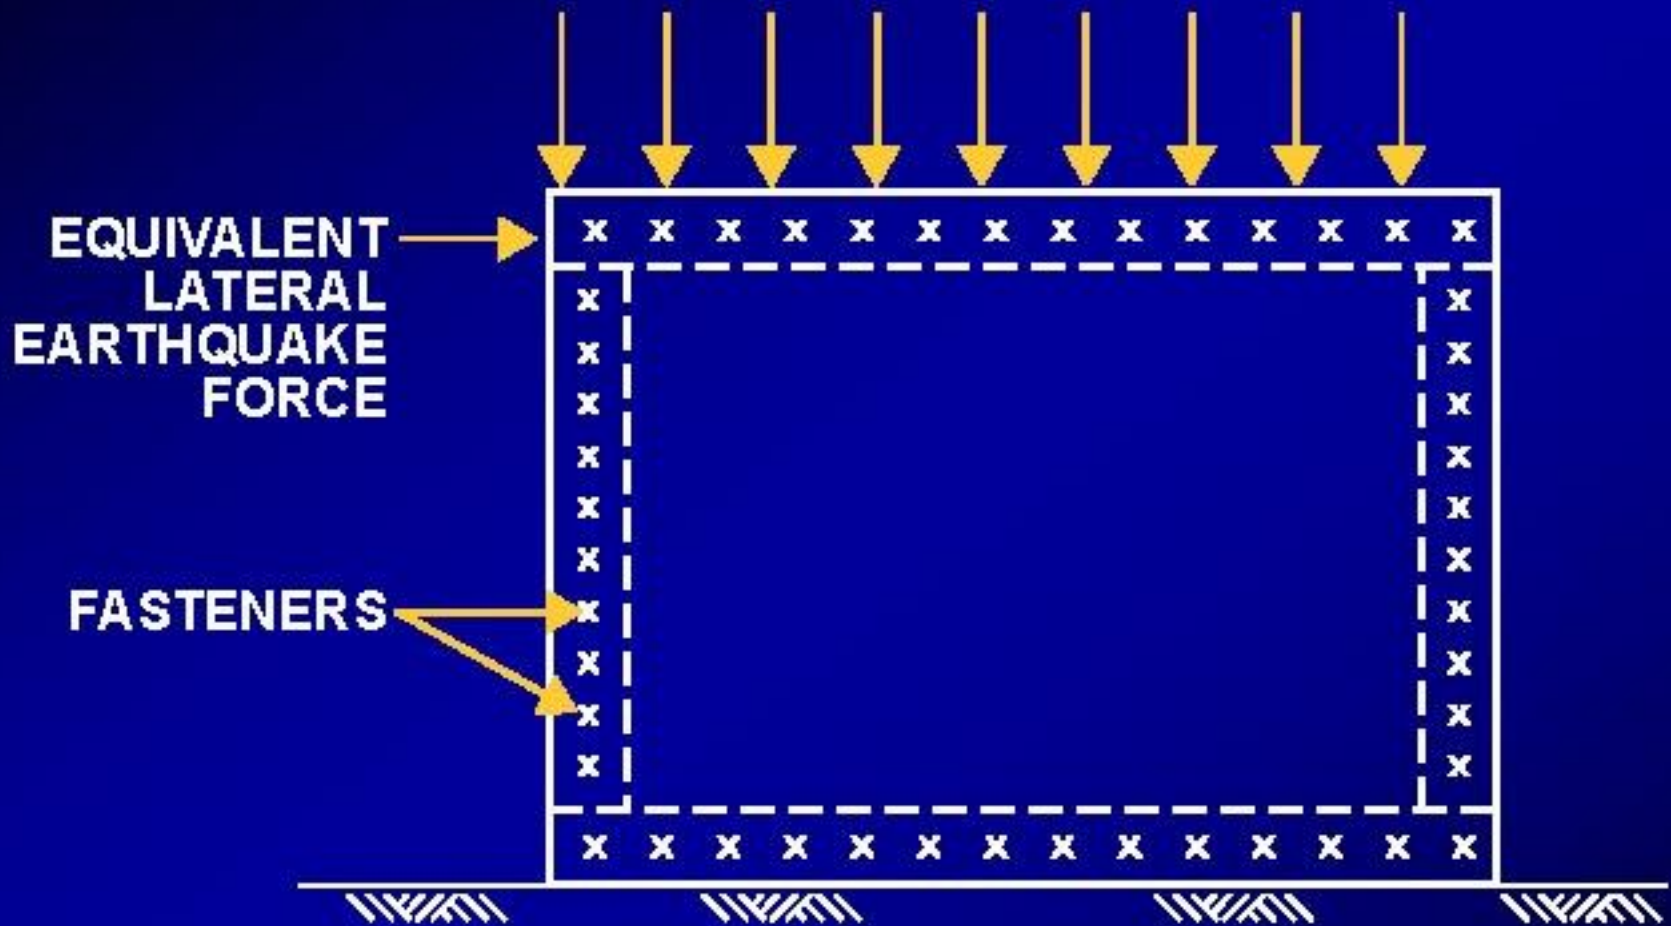 EQUIVALENT
LATERAL
EARTHQUAKE
FORCE
x x x x x x x x x x x x x x
x x
x x
x x
x x
x x
x x
FASTENERS x x
x x
x x
x x
x x x x x x x x x x x x x x